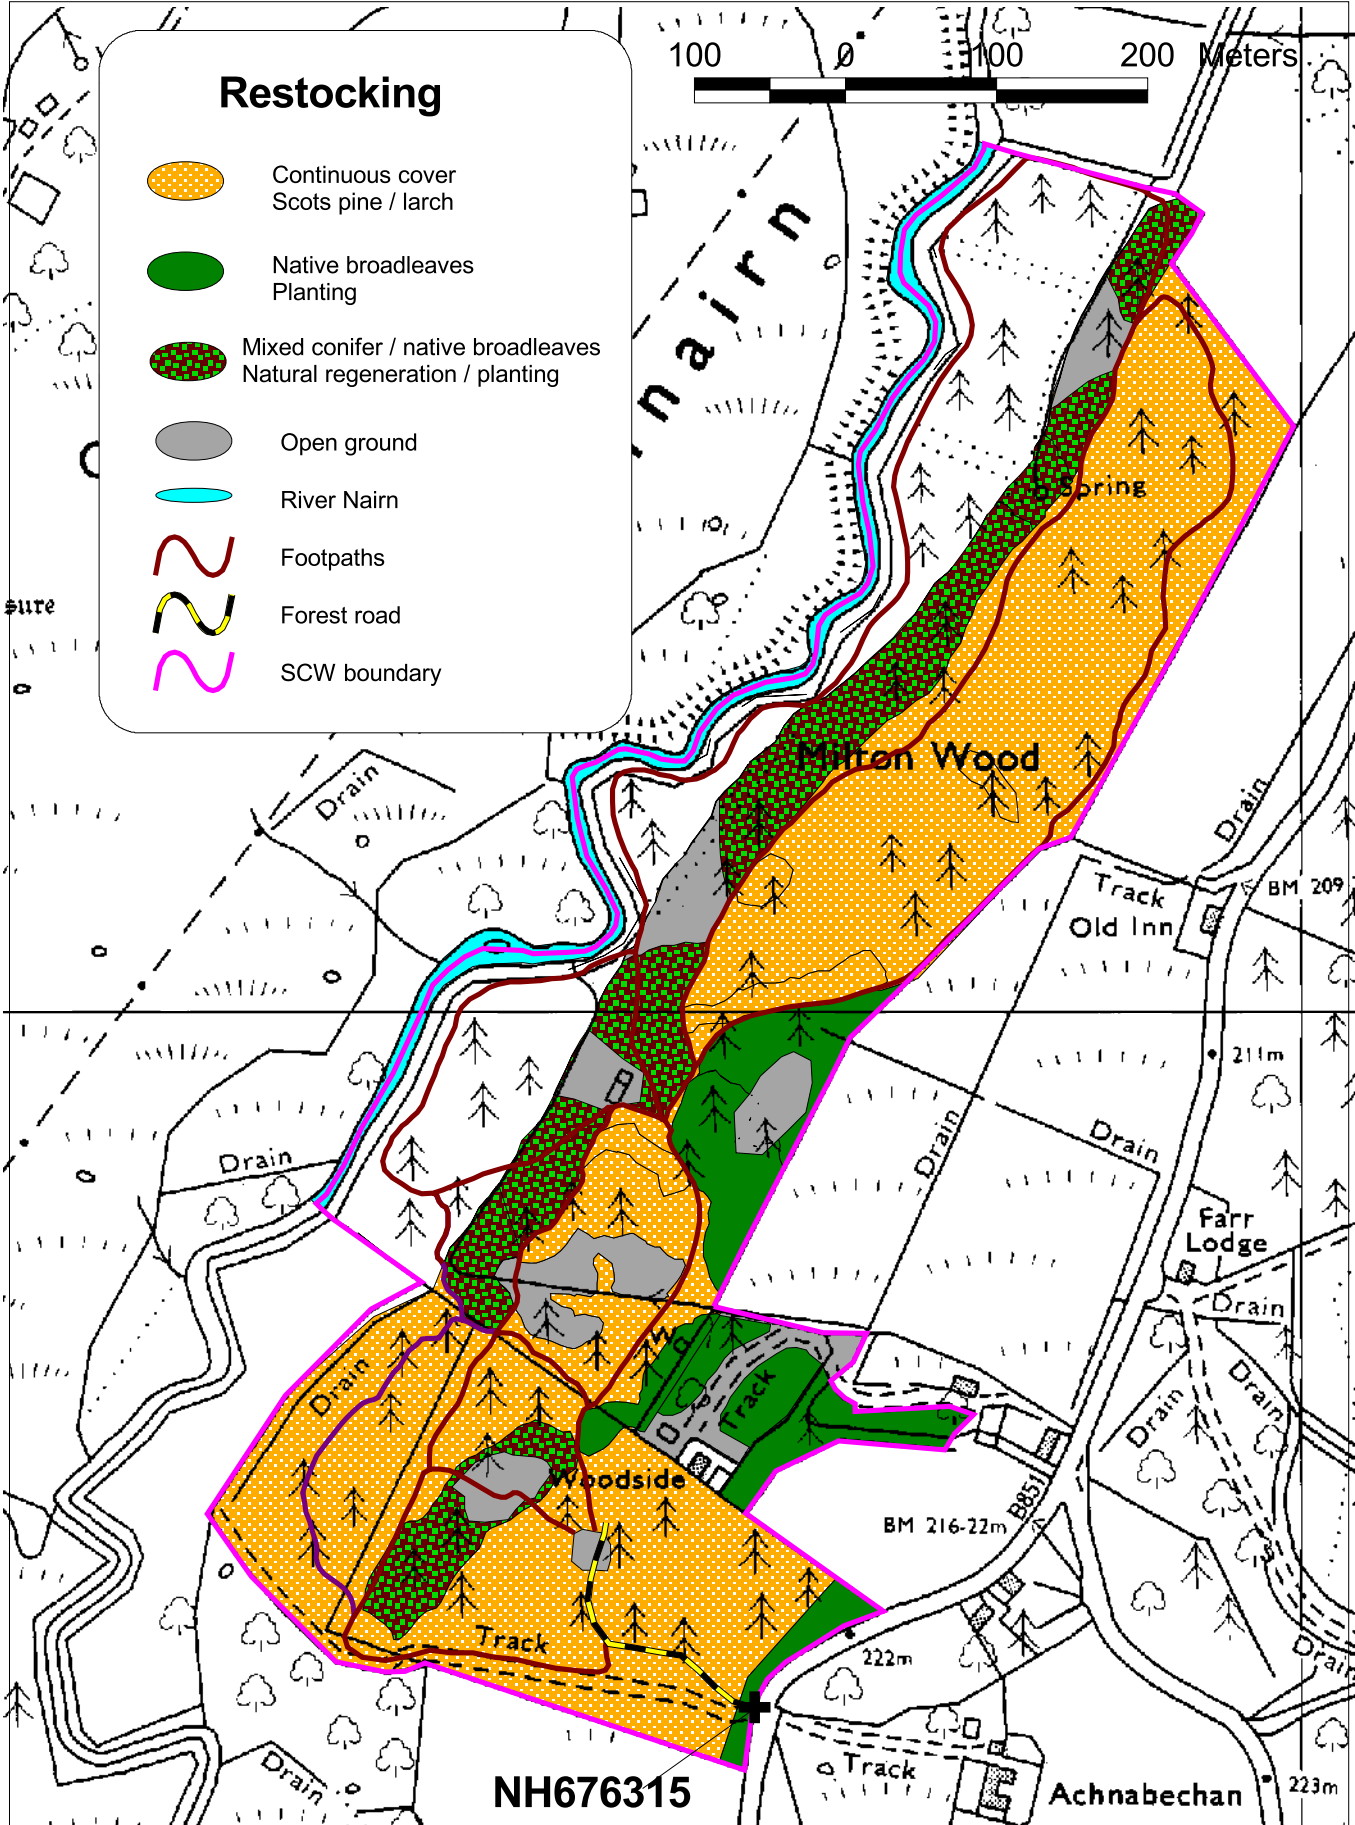 100 0 100 200 Meters
Restocking
Continuous cover
Scots pine / larch
Native broadleaves
Planting
Mixed conifer / native broadleaves
Natural regeneration / planting
Open ground
River Nairn
Footpaths
Forest road
SCW boundary
nairn
Spring
sure
Milton Wood
Drain
Drain
Track
BM 209
Old Inn
211m
Drain
Drain
Drain
Farr
Lodge
Drain
Drain
Track
Drain
Drain
Woodside
B851
BM 216-22m
Track
222m
Drain
Drain
Track
NH676315
Achnabechan
223m